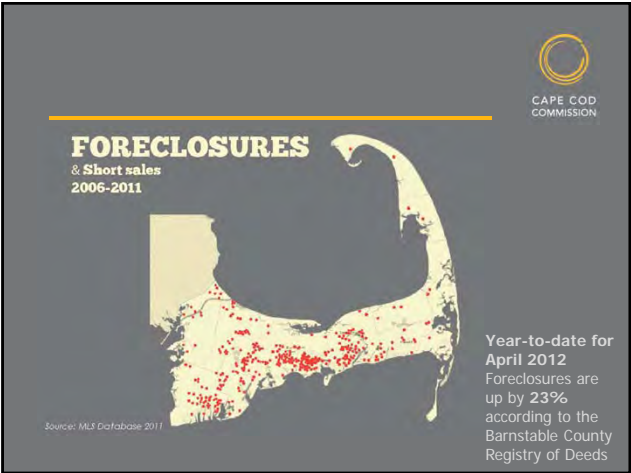 CAPE COD
COMMISSION
FORECLOSURES
& Short sales
2006-2011
Year-to-date for
April 2012
Foreclosures are
up by 23%
according to the
Barnstable County
Registry of Deeds
Source: MLS Database 2011